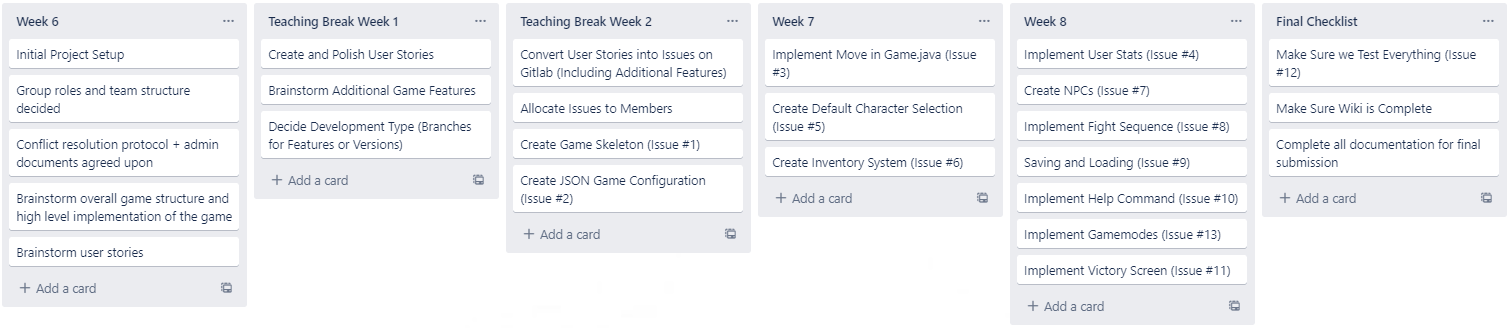 Week 6
Initial Project Setup
Group roles and team structure
decided
Conflict resolution protocol + admin
documents agreed upon
Brainstorm overall game structure and
high level implementation of the game
Brainstorm user stories
+ Add a card
Teaching Break Week 1
Create and Polish User Stories
Brainstorm Additional Game Features
Decide Development Type (Branches
for Features or Versions)
+ Add a card
Teaching Break Week 2
Convert User Stories into Issues on
Gitlab (Including Additional Features)
Allocate Issues to Members
Create Game Skeleton (Issue #1)
Create JSON Game Configuration
(Issue #2)
+ Add a card
Week 7
Implement Move in Game.java (Issue
#3)
Create Default Character Selection
(Issue #5)
Create Inventory System (Issue #6)
+ Add a card
Week 8
Implement User Stats (Issue #4)
Create NPCs (Issue #7)
Implement Fight Sequence (Issue #8)
Saving and Loading (Issue #9)
Implement Help Command (Issue #10)
Implement Gamemodes (Issue #13)
Implement Victory Screen (Issue #11)
+ Add a card
Final Checklist
Make Sure we Test Everything (Issue
#12)
Make Sure Wiki is Complete
Complete all documentation for final
submission
+ Add a card